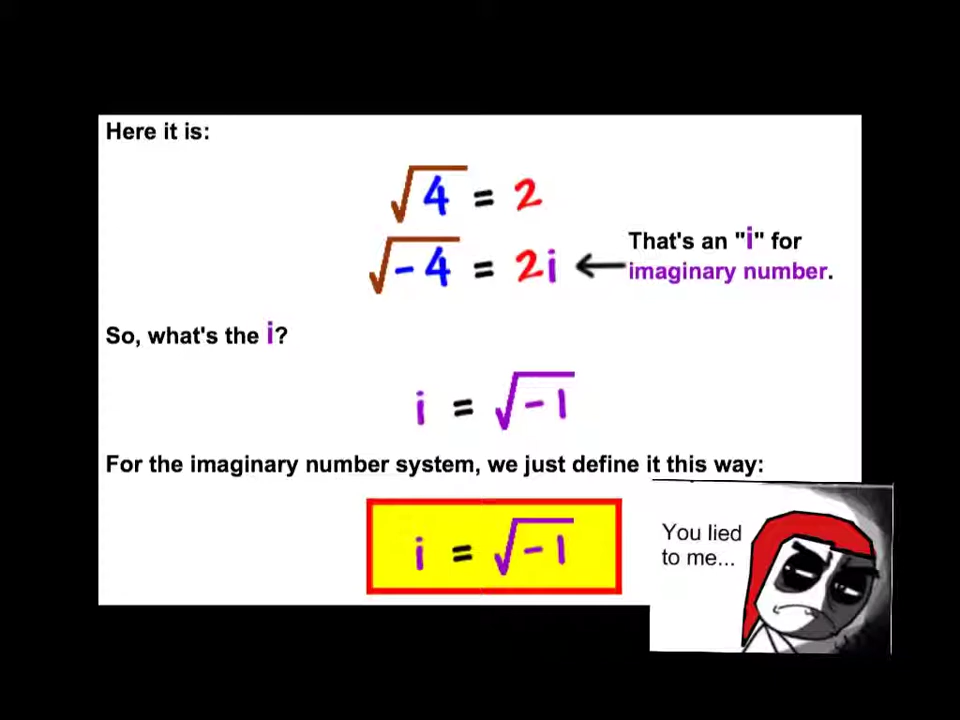 Here it is:
√4 = 2
√-4 = 2i
That's an "i" for
imaginary number.
So, what's the i?
i = √-1
For the imaginary number system, we just define it this way:
i = √-1
You lied
to me...